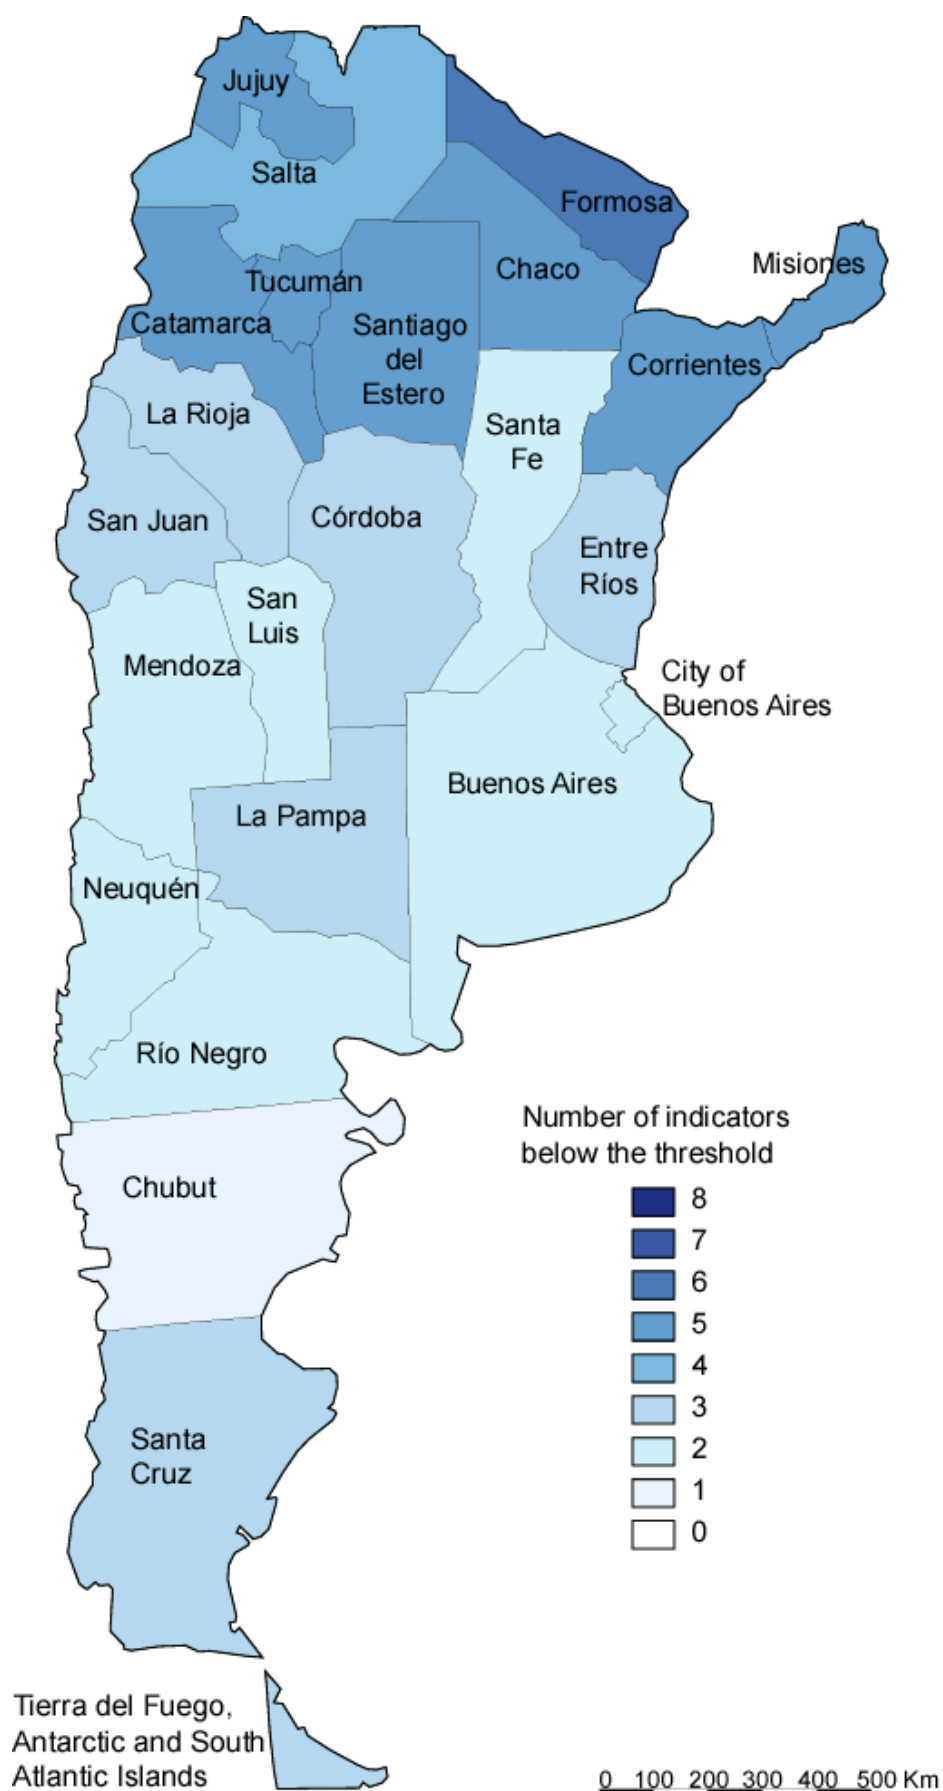 Jujuy
Salta
Formosa
Misiones
Chaco
Tucumán
Catamarca
Santiago
del
Estero
Corrientes
La Rioja
Santa
Fe
San Juan
Córdoba
Entre
Ríos
San
Luis
Mendoza
City of
Buenos Aires
Buenos Aires
La Pampa
Neuquén
Río Negro
Number of indicators
below the threshold
Chubut
8
7
6
5
4
3
2
1
0
Santa
Cruz
Tierra del Fuego,
Antarctic and South
Atlantic Islands
0 100 200 300 400 500 Km